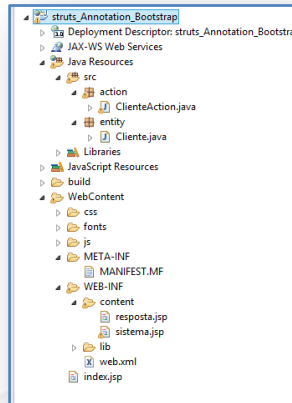 struts_Annotation_Bootstrap
Deployment Descriptor: struts_Annotation_Bootstra
JAX-WS Web Services
Java Resources
src
action
ClienteAction.java
entity
Cliente.java
Libraries
JavaScript Resources
build
WebContent
css
fonts
js
META-INF
MANIFEST.MF
WEB-INF
content
resposta.jsp
sistema.jsp
lib
web.xml
index.jsp